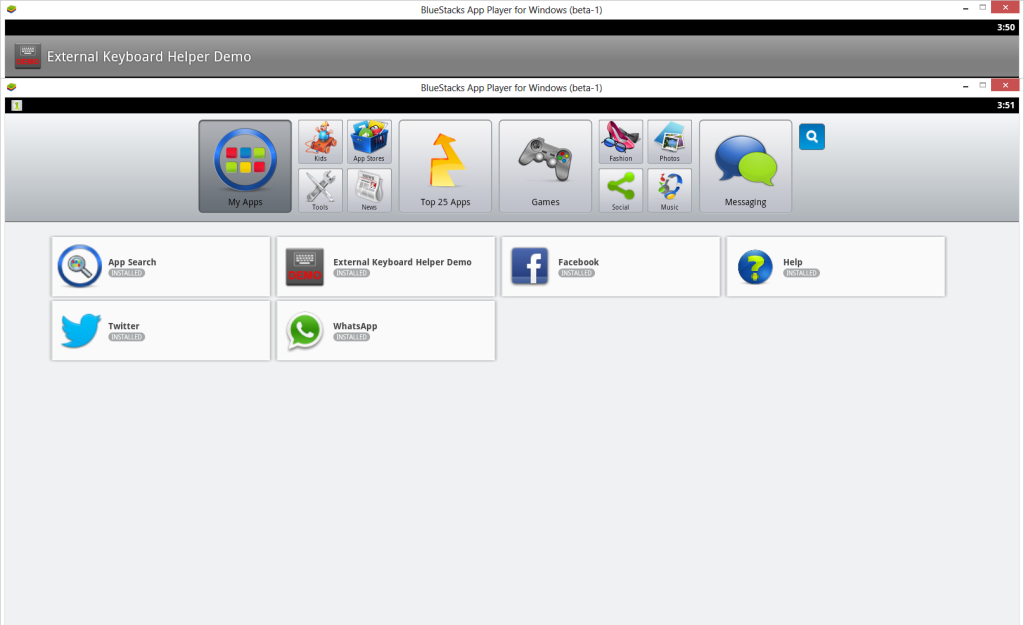 BlueStacks App Player for Windows (beta-1)
3:50
External Keyboard Helper Demo
BlueStacks App Player for Windows (beta-1)
3:51
My Apps
Kids
App Stores
Tools
News
Top 25 Apps
Games
Fashion
Photos
Social
Music
Messaging
App Search
INSTALLED
DEMO
External Keyboard Helper Demo
INSTALLED
Facebook
INSTALLED
Help
INSTALLED
Twitter
INSTALLED
WhatsApp
INSTALLED